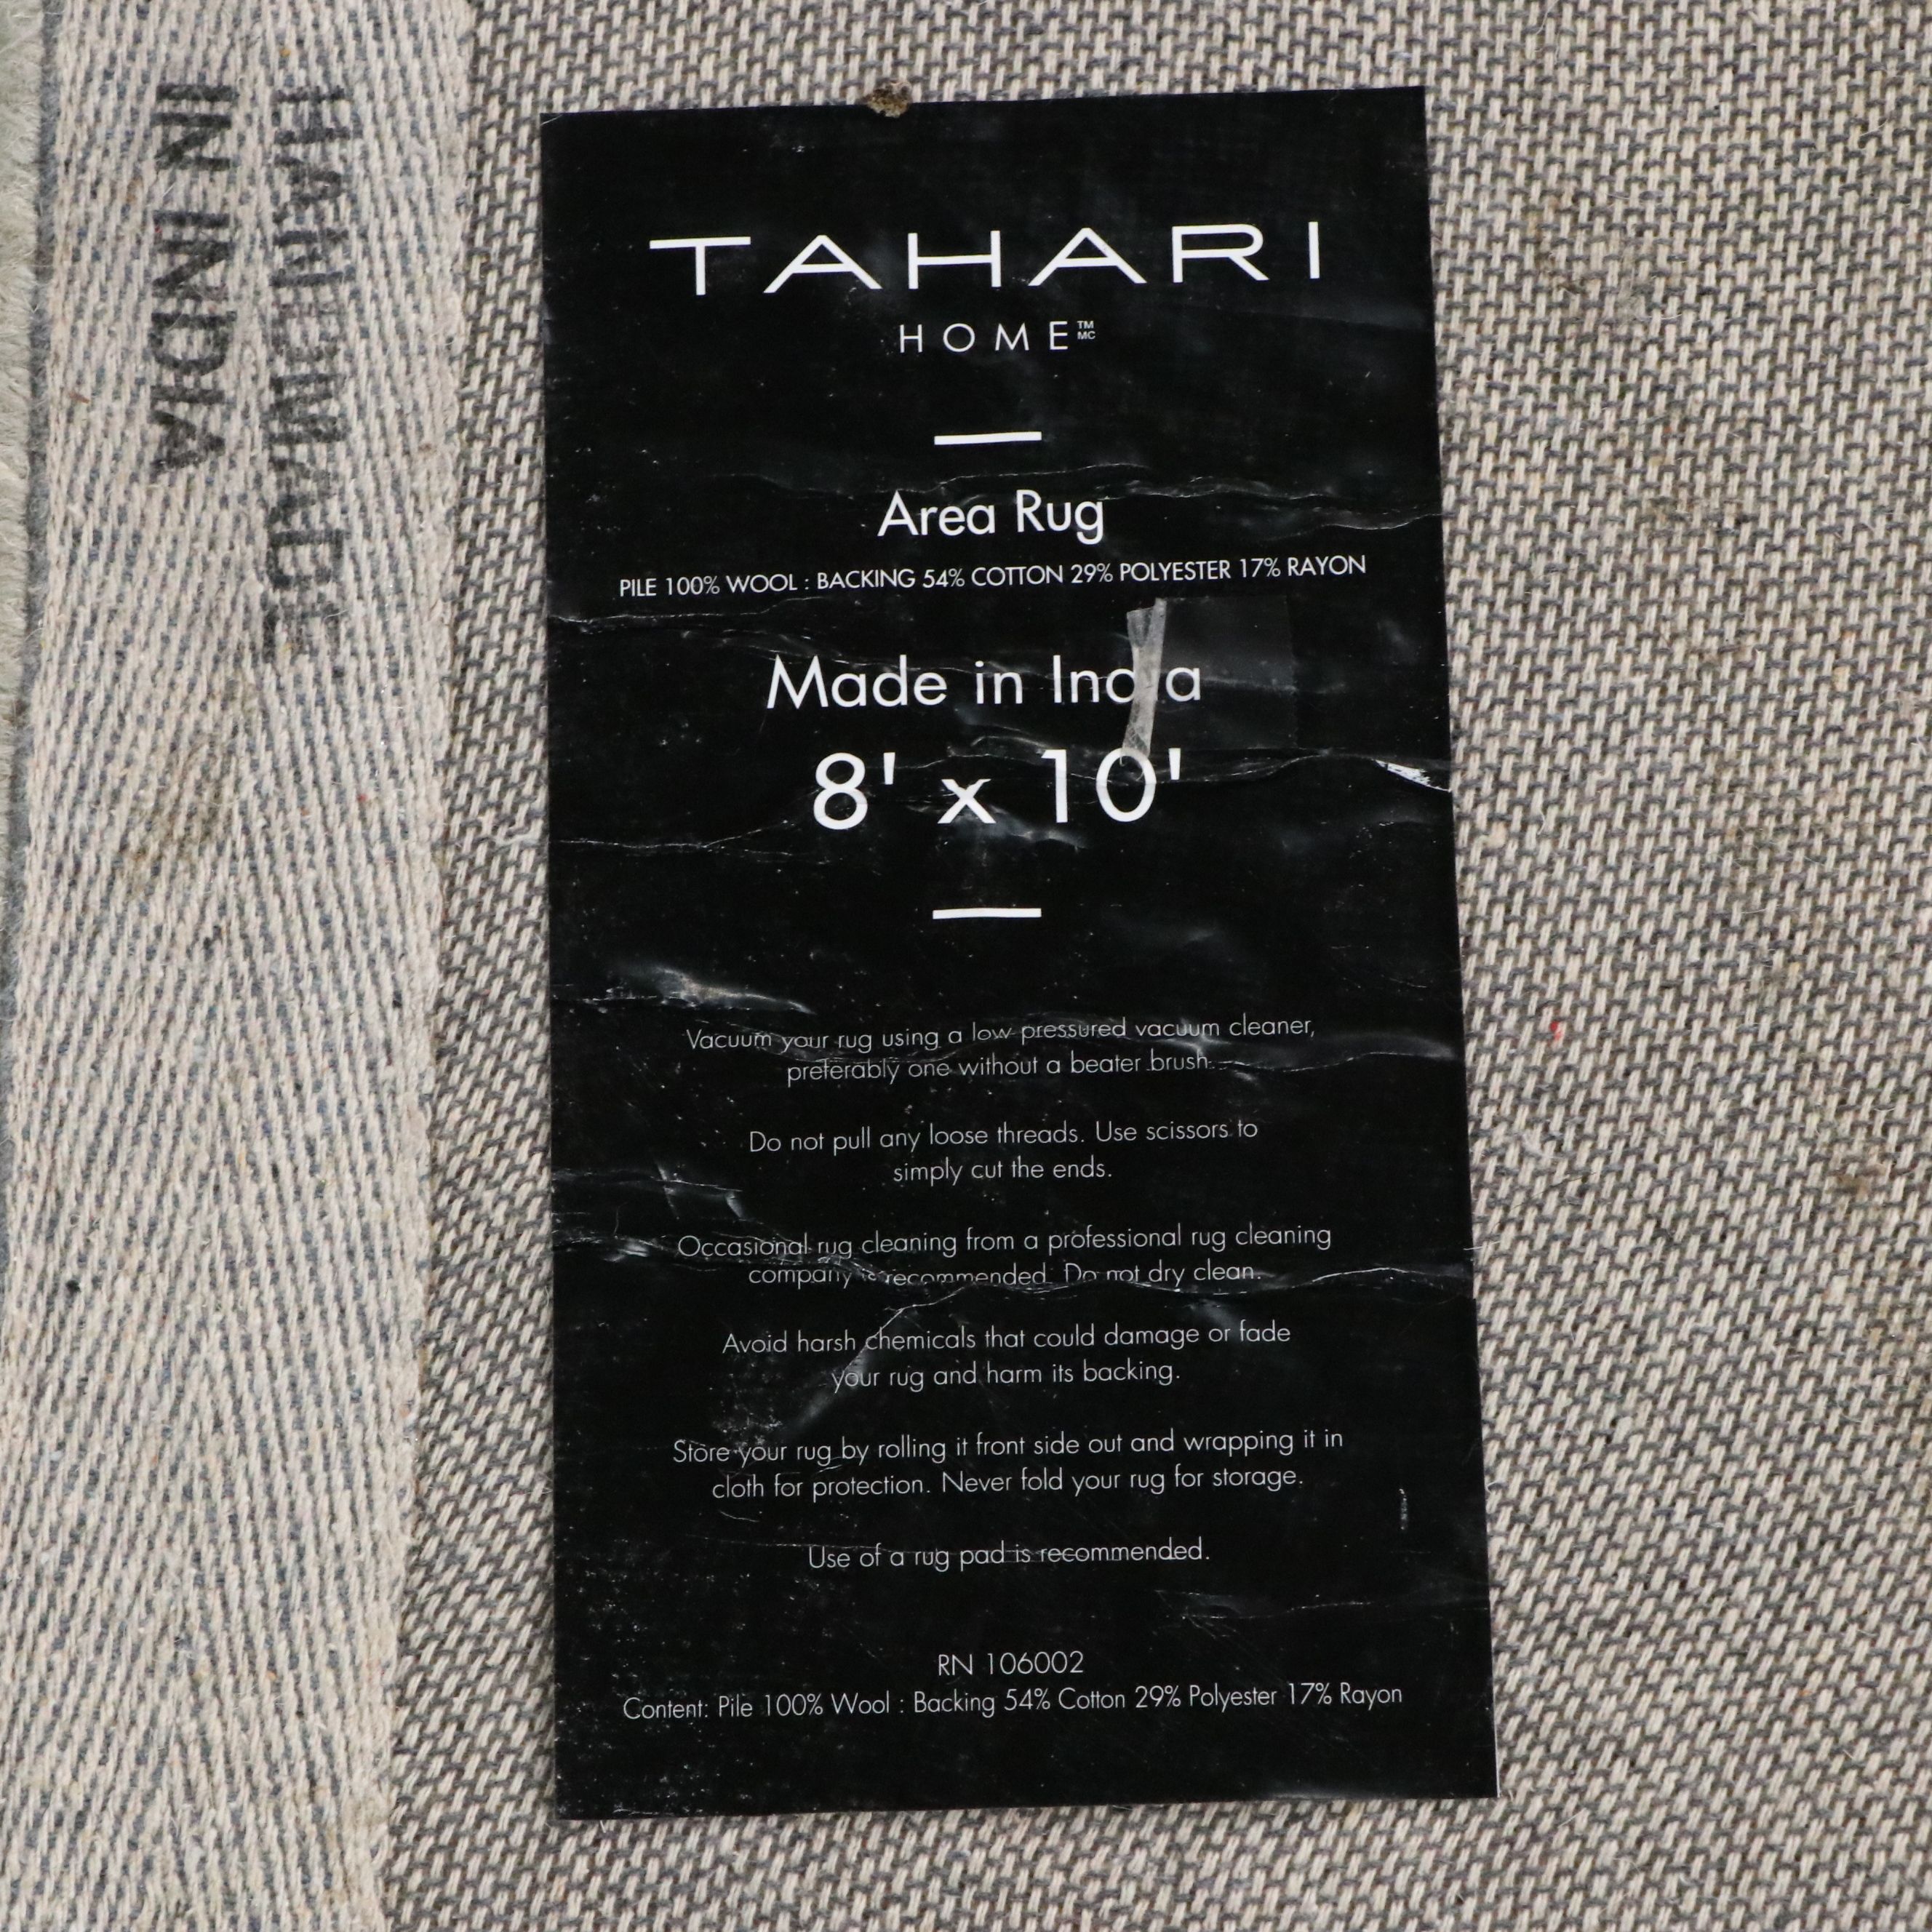 HANDMADE
IN INDIA
TAHARI
HOME™ MC
Area Rug
PILE 100% WOOL : BACKING 54% COTTON 29% POLYESTER 17% RAYON
Made in India
8' x 10'
Vacuum your rug using a low pressured vacuum cleaner,
preferably one without a beater brush.
Do not pull any loose threads. Use scissors to
simply cut the ends.
Occasional rug cleaning from a professional rug cleaning
company is recommended. Do not dry clean.
Avoid harsh chemicals that could damage or fade
your rug and harm its backing.
Store your rug by rolling it front side out and wrapping it in
cloth for protection. Never fold your rug for storage.
Use of a rug pad is recommended.
RN 106002
Content: Pile 100% Wool : Backing 54% Cotton 29% Polyester 17% Rayon